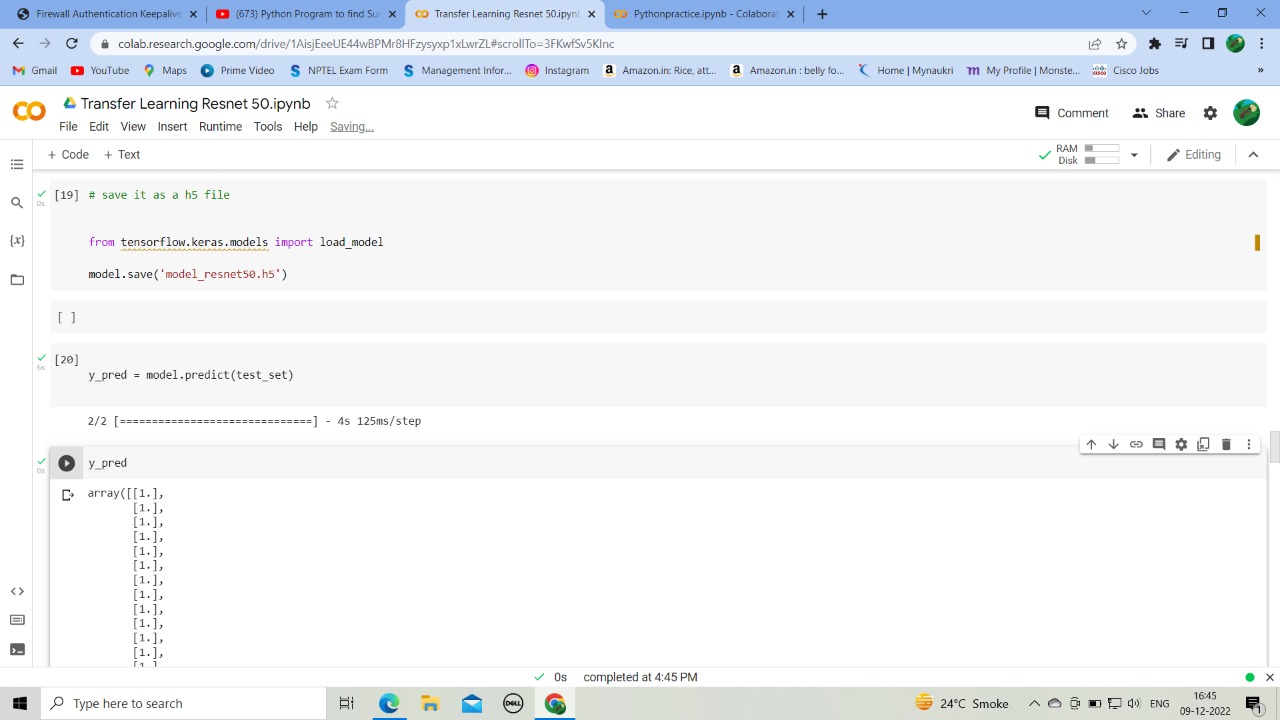 Firewall Authentication Keepalive
(673) Python Program to find Su
Transfer Learning Resnet 50.ipyn
Pythonpractice.ipynb - Colaborat
colab.research.google.com/drive/1AisjEeeUE44wBPMr8HFzysyxp1xLwrZL#scrollTo=3FKwfSv5KInc
Gmail YouTube Maps Prime Video NPTEL Exam Form Management Infor... Instagram Amazon.in: Rice, att... Amazon.in : belly fo... Home | Mynaukri My Profile | Monste... Cisco Jobs »
Transfer Learning Resnet 50.ipynb
Comment Share
File Edit View Insert Runtime Tools Help Saving...
+ Code + Text
RAM
Disk
Editing
[19] # save it as a h5 file
0s
from tensorflow.keras.models import load_model
model.save('model_resnet50.h5')
[ ]
[20]
6s
y_pred = model.predict(test_set)
2/2 [==============================] - 4s 125ms/step
y_pred
0s
array([[1.],
[1.],
[1.],
[1.],
[1.],
[1.],
[1.],
[1.],
[1.],
[1.],
[1.],
[1.],
0s completed at 4:45 PM
Type here to search
DELL
24°C Smoke
ENG
16:45
09-12-2022
1